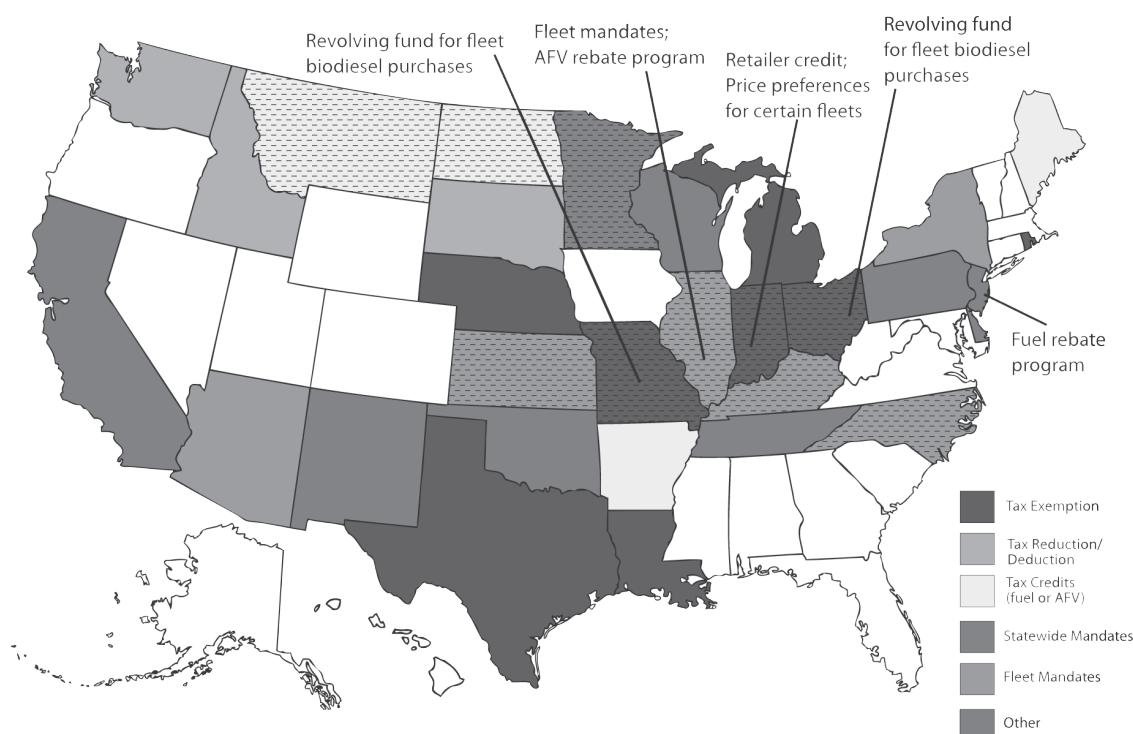 Revolving fund for fleet
biodiesel purchases
Fleet mandates;
AFV rebate program
Retailer credit;
Price preferences
for certain fleets
Revolving fund
for fleet biodiesel
purchases
Fuel rebate
program
Tax Exemption
Tax Reduction/
Deduction
Tax Credits
(fuel or AFV)
Statewide Mandates
Fleet Mandates
Other